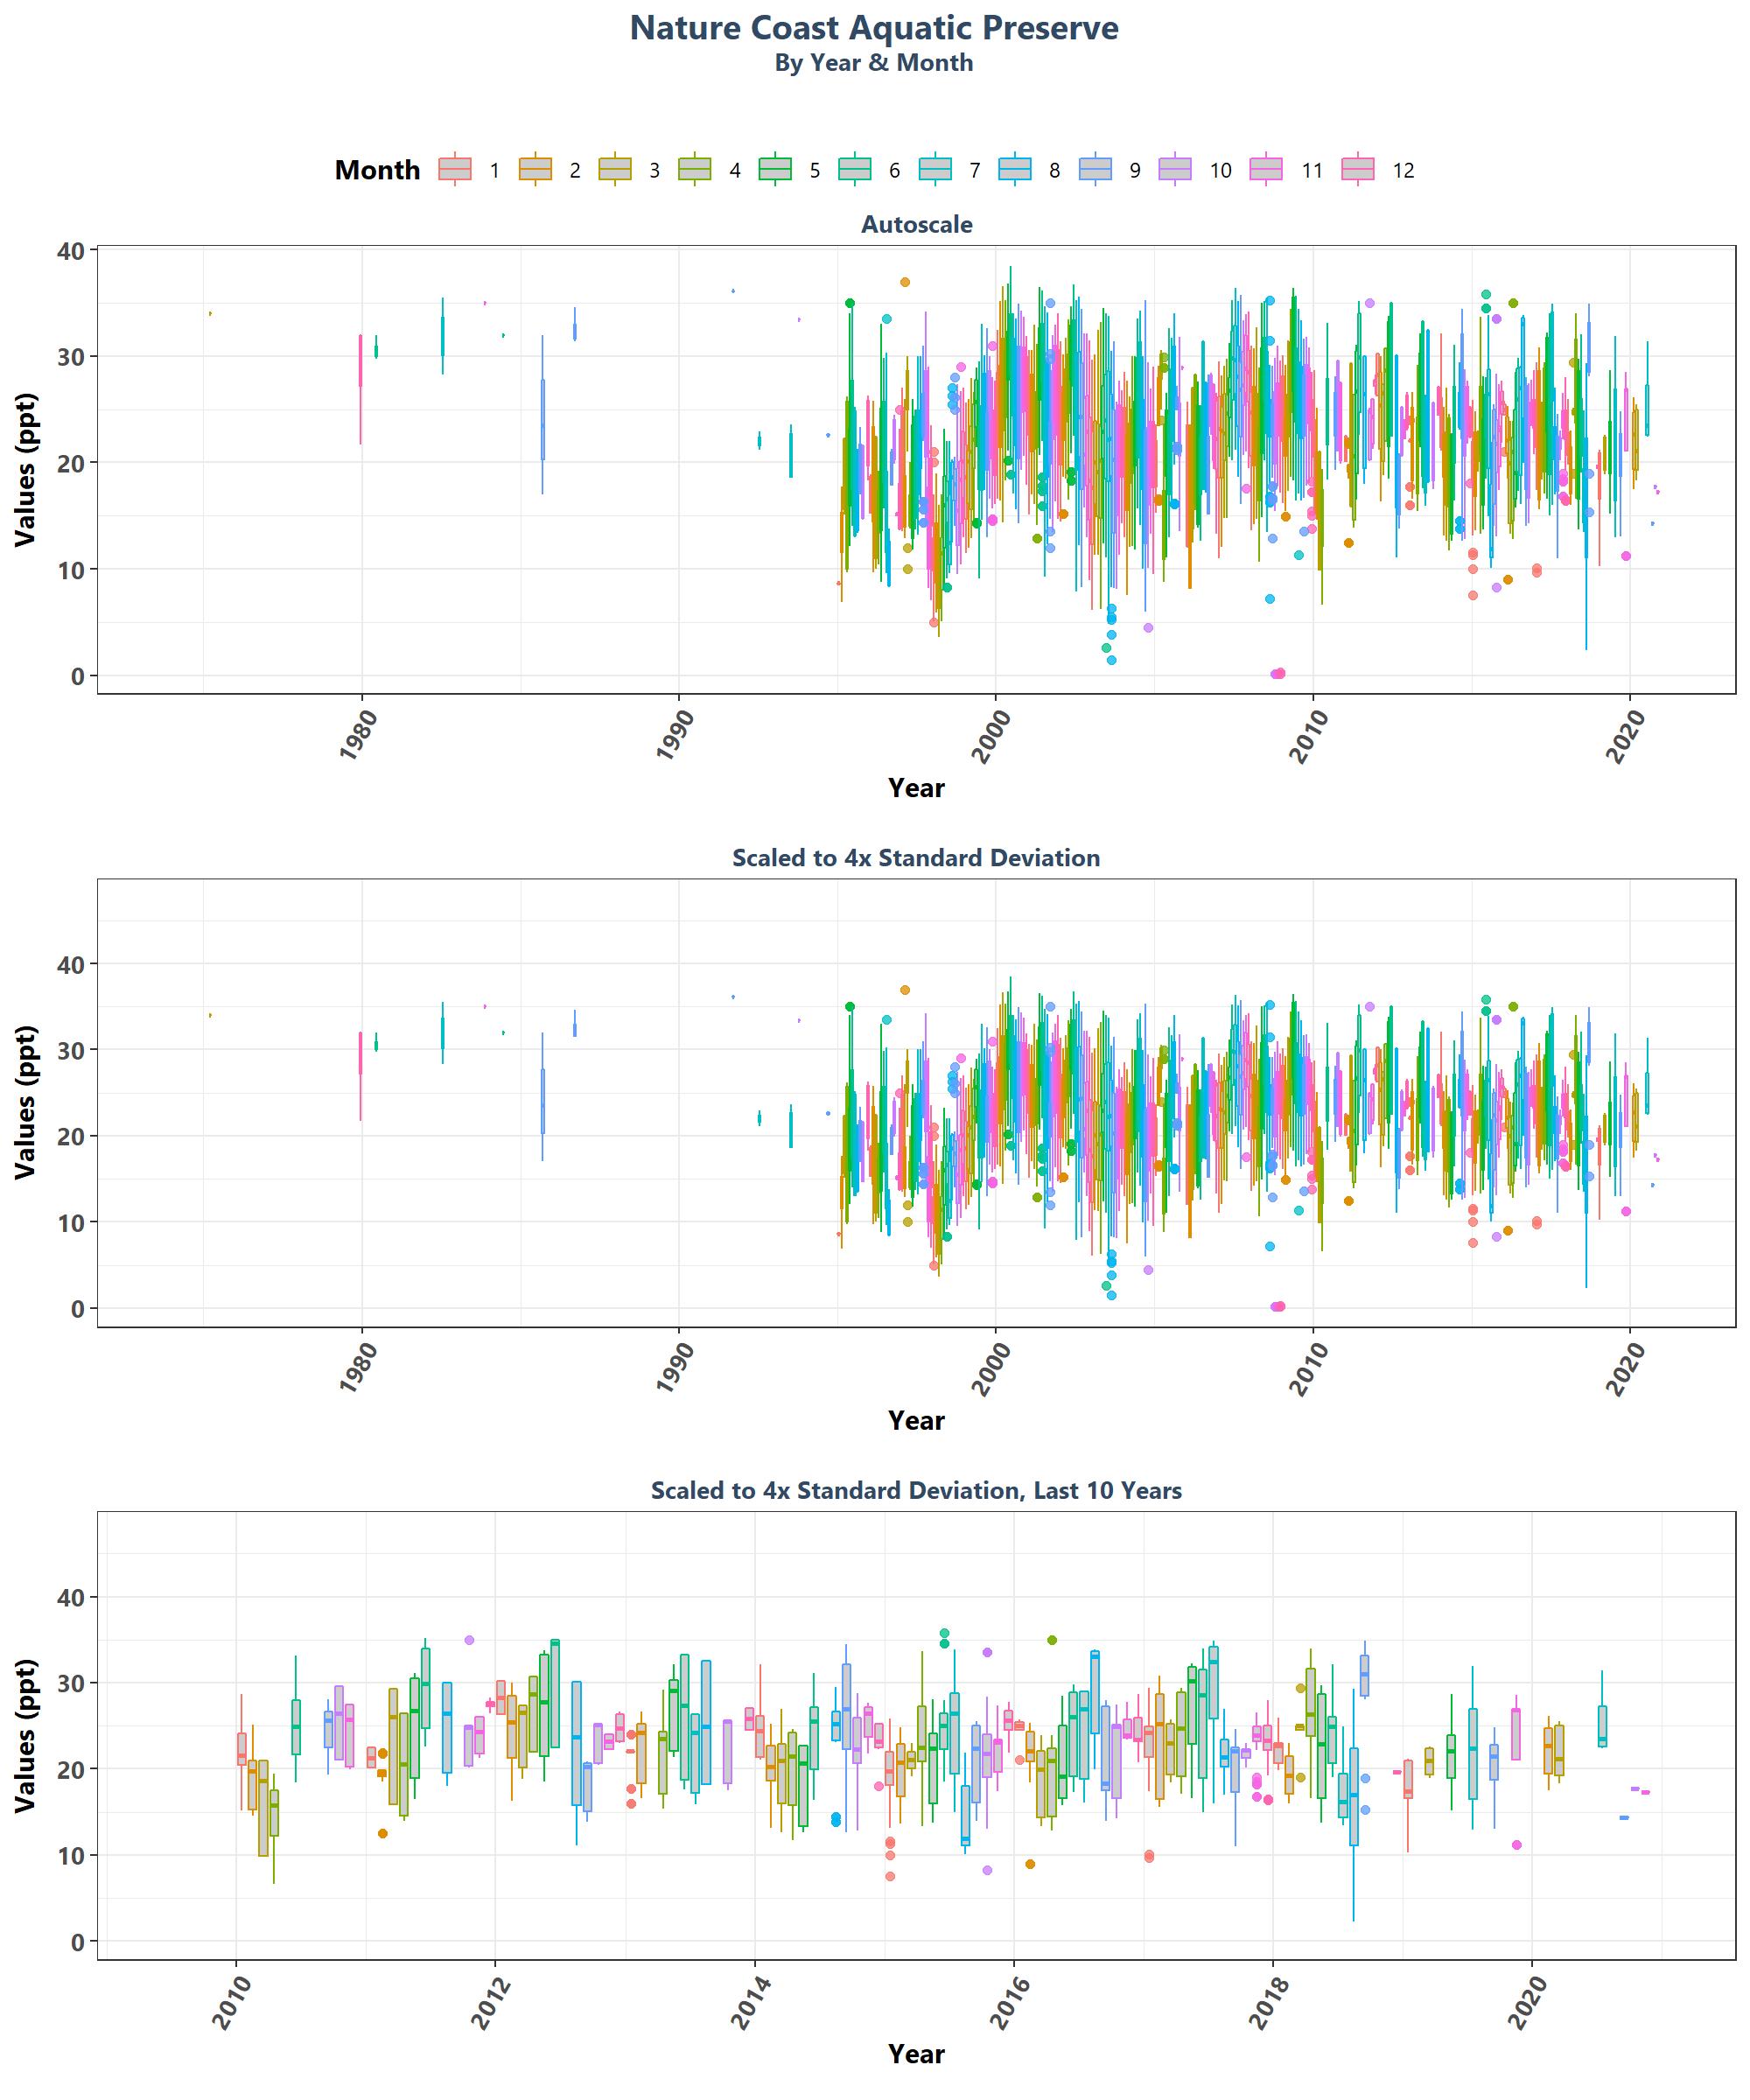 Nature Coast Aquatic Preserve
By Year & Month
Month 1 2 3 4 5 6 7 8 9 10 11 12
Autoscale
Values (ppt)
40
30
20
10
0
1980 1990 2000 2010 2020
Year
Scaled to 4x Standard Deviation
Values (ppt)
40
30
20
10
0
1980 1990 2000 2010 2020
Year
Scaled to 4x Standard Deviation, Last 10 Years
Values (ppt)
40
30
20
10
0
2010 2012 2014 2016 2018 2020
Year